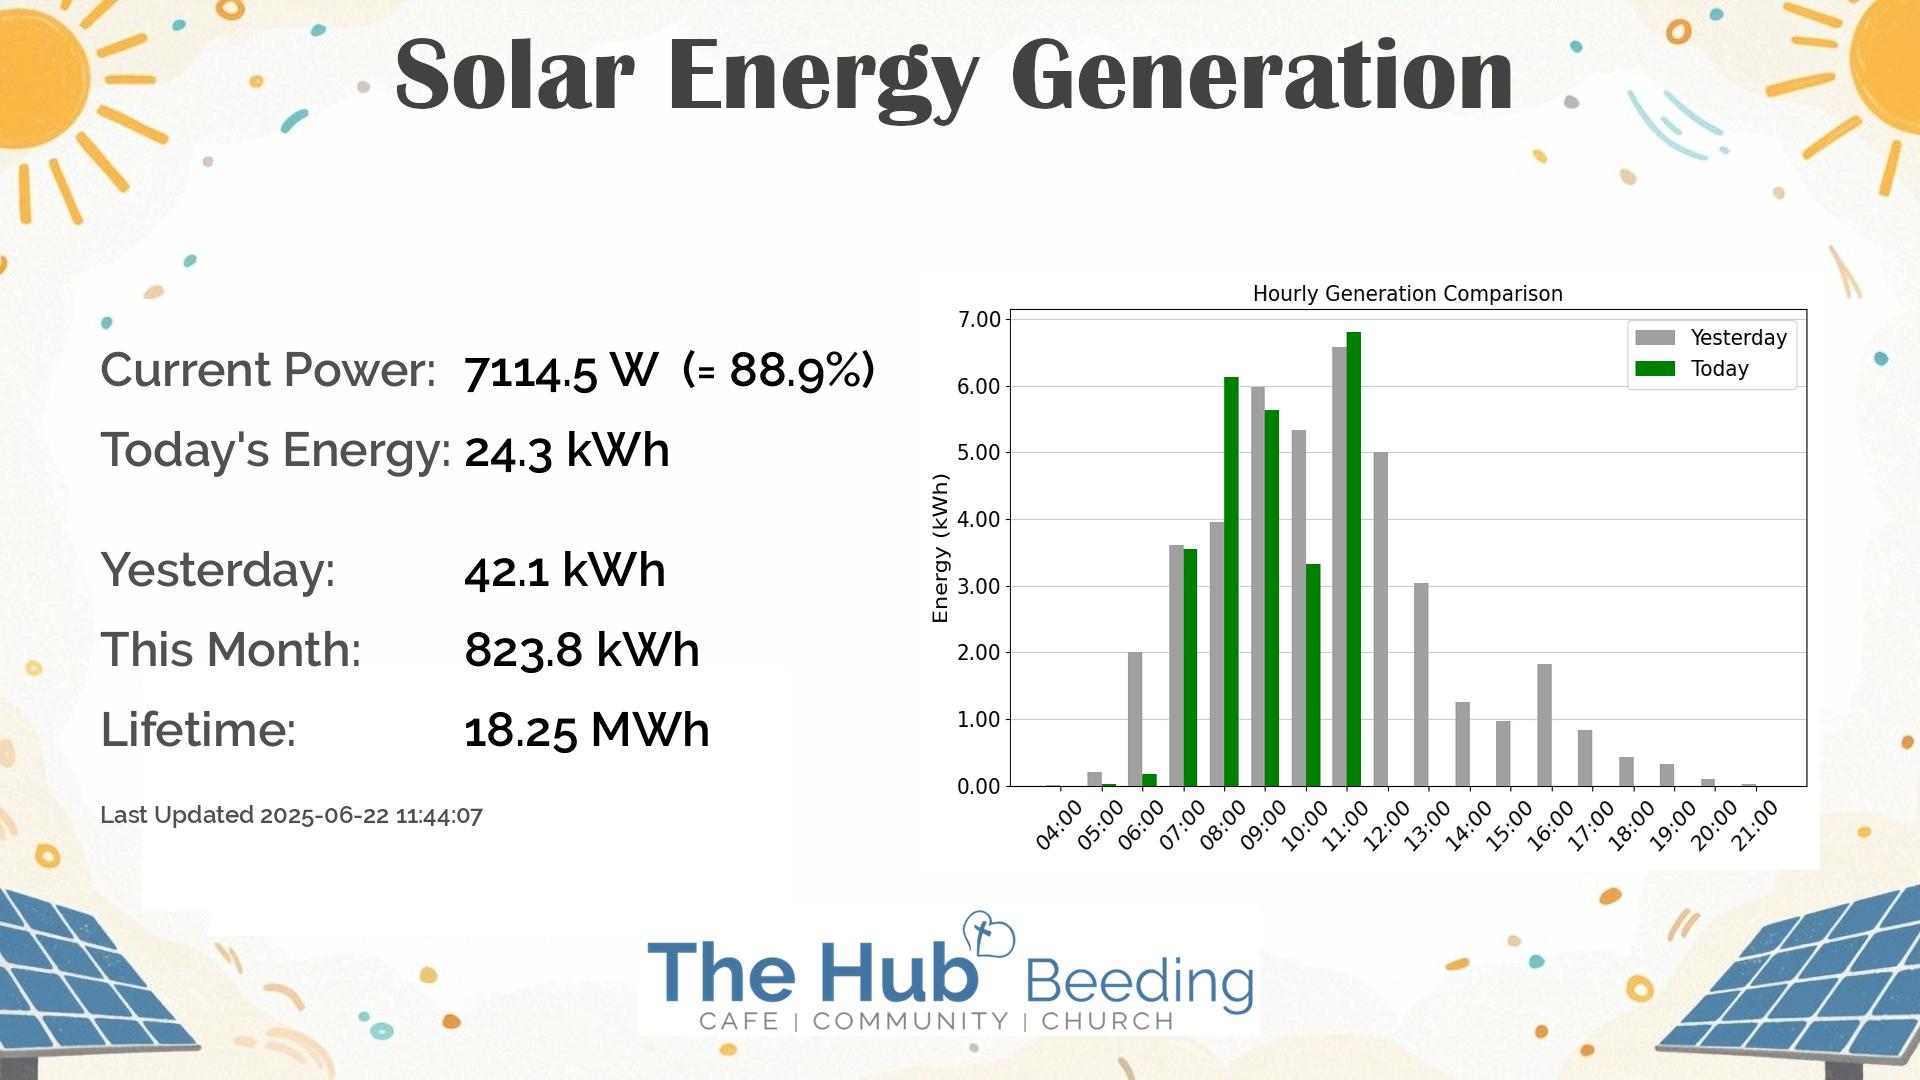 Solar Energy Generation
Current Power: 7114.5 W (= 88.9%)
Today's Energy: 24.3 kWh
Yesterday: 42.1 kWh
This Month: 823.8 kWh
Lifetime: 18.25 MWh
Last Updated 2025-06-22 11:44:07
Hourly Generation Comparison
Yesterday
Today
Energy (kWh)
7.00
6.00
5.00
4.00
3.00
2.00
1.00
0.00
04:00 05:00 06:00 07:00 08:00 09:00 10:00 11:00 12:00 13:00 14:00 15:00 16:00 17:00 18:00 19:00 20:00 21:00
The Hub Beeding
CAFE | COMMUNITY | CHURCH